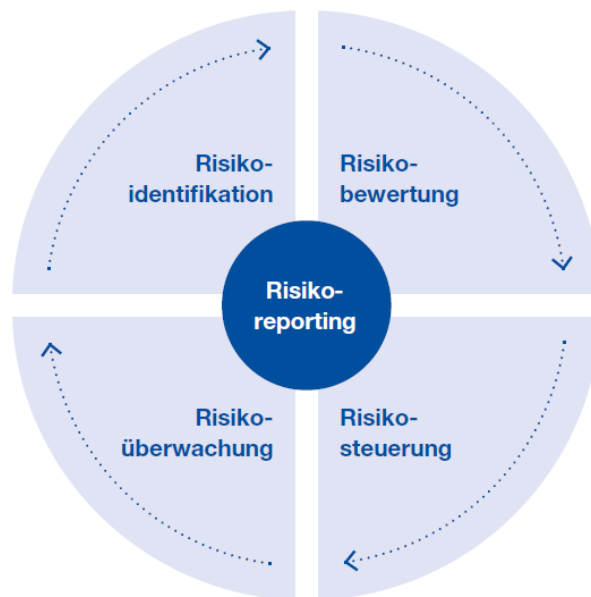 Risiko-
identifikation
Risiko-
bewertung
Risiko-
reporting
Risiko-
überwachung
Risiko-
steuerung